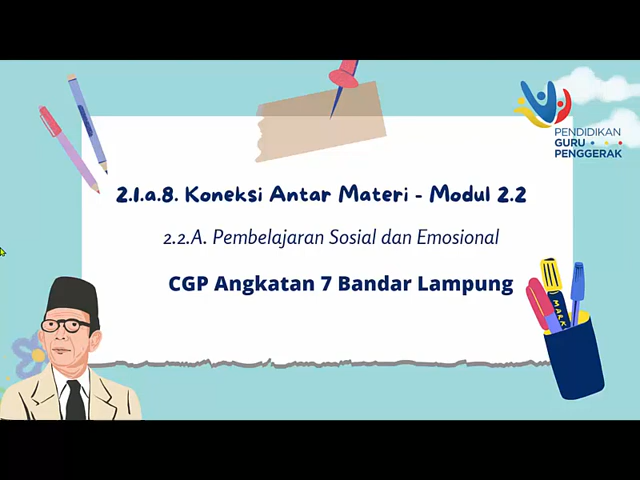 PENDIDIKAN
GURU
PENGGERAK
2.1.a.8. Koneksi Antar Materi - Modul 2.2
2.2.A. Pembelajaran Sosial dan Emosional
CGP Angkatan 7 Bandar Lampung
MARK